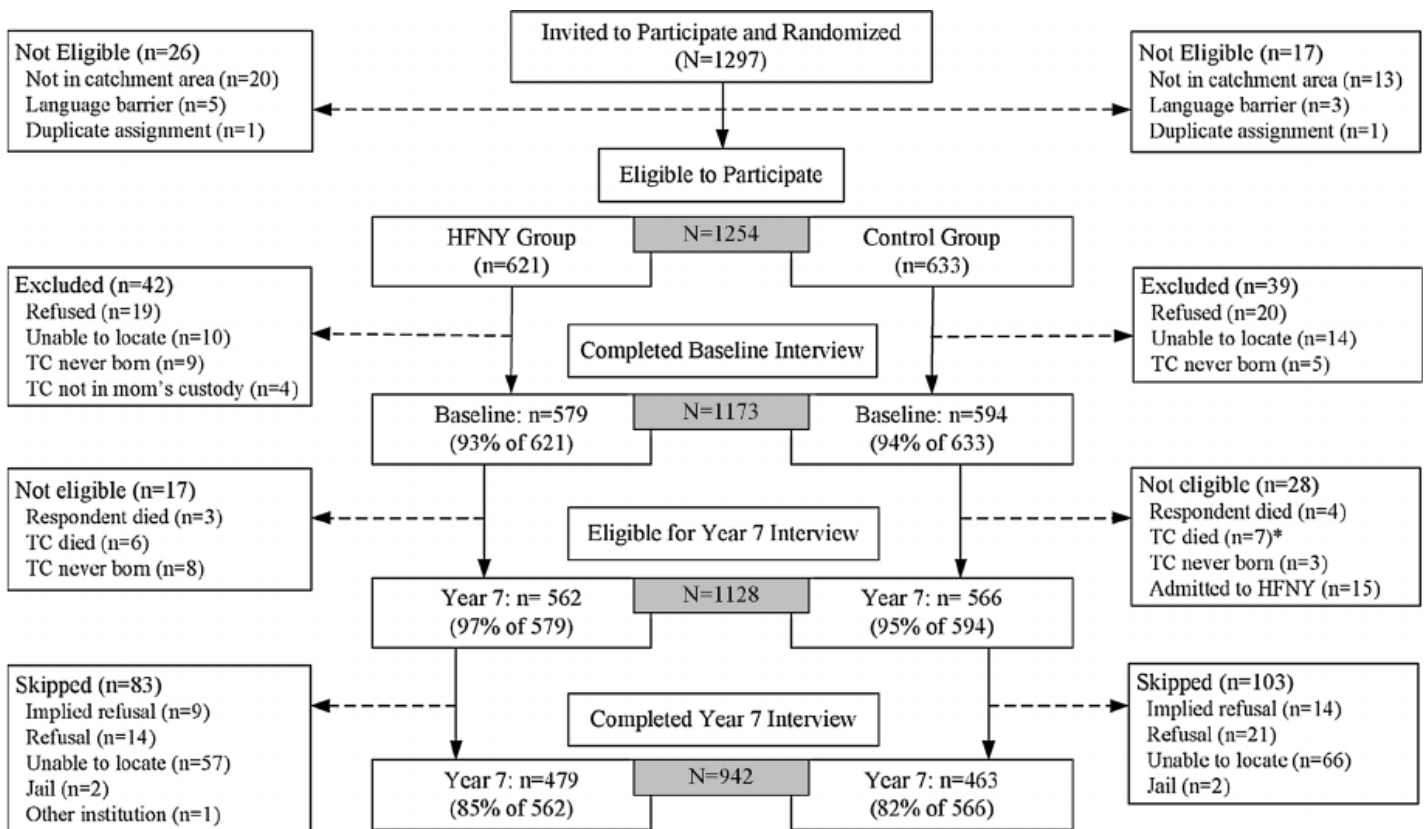 Invited to Participate and Randomized
(N=1297)
Not Eligible (n=26)
Not in catchment area (n=20)
Language barrier (n=5)
Duplicate assignment (n=1)
Not Eligible (n=17)
Not in catchment area (n=13)
Language barrier (n=3)
Duplicate assignment (n=1)
Eligible to Participate
HFNY Group
(n=621)
N=1254
Control Group
(n=633)
Excluded (n=42)
Refused (n=19)
Unable to locate (n=10)
TC never born (n=9)
TC not in mom's custody (n=4)
Excluded (n=39)
Refused (n=20)
Unable to locate (n=14)
TC never born (n=5)
Completed Baseline Interview
Baseline: n=579
(93% of 621)
N=1173
Baseline: n=594
(94% of 633)
Not eligible (n=17)
Respondent died (n=3)
TC died (n=6)
TC never born (n=8)
Not eligible (n=28)
Respondent died (n=4)
TC died (n=7)*
TC never born (n=3)
Admitted to HFNY (n=15)
Eligible for Year 7 Interview
Year 7: n= 562
(97% of 579)
N=1128
Year 7: n=566
(95% of 594)
Skipped (n=83)
Implied refusal (n=9)
Refusal (n=14)
Unable to locate (n=57)
Jail (n=2)
Other institution (n=1)
Skipped (n=103)
Implied refusal (n=14)
Refusal (n=21)
Unable to locate (n=66)
Jail (n=2)
Completed Year 7 Interview
Year 7: n=479
(85% of 562)
N=942
Year 7: n=463
(82% of 566)